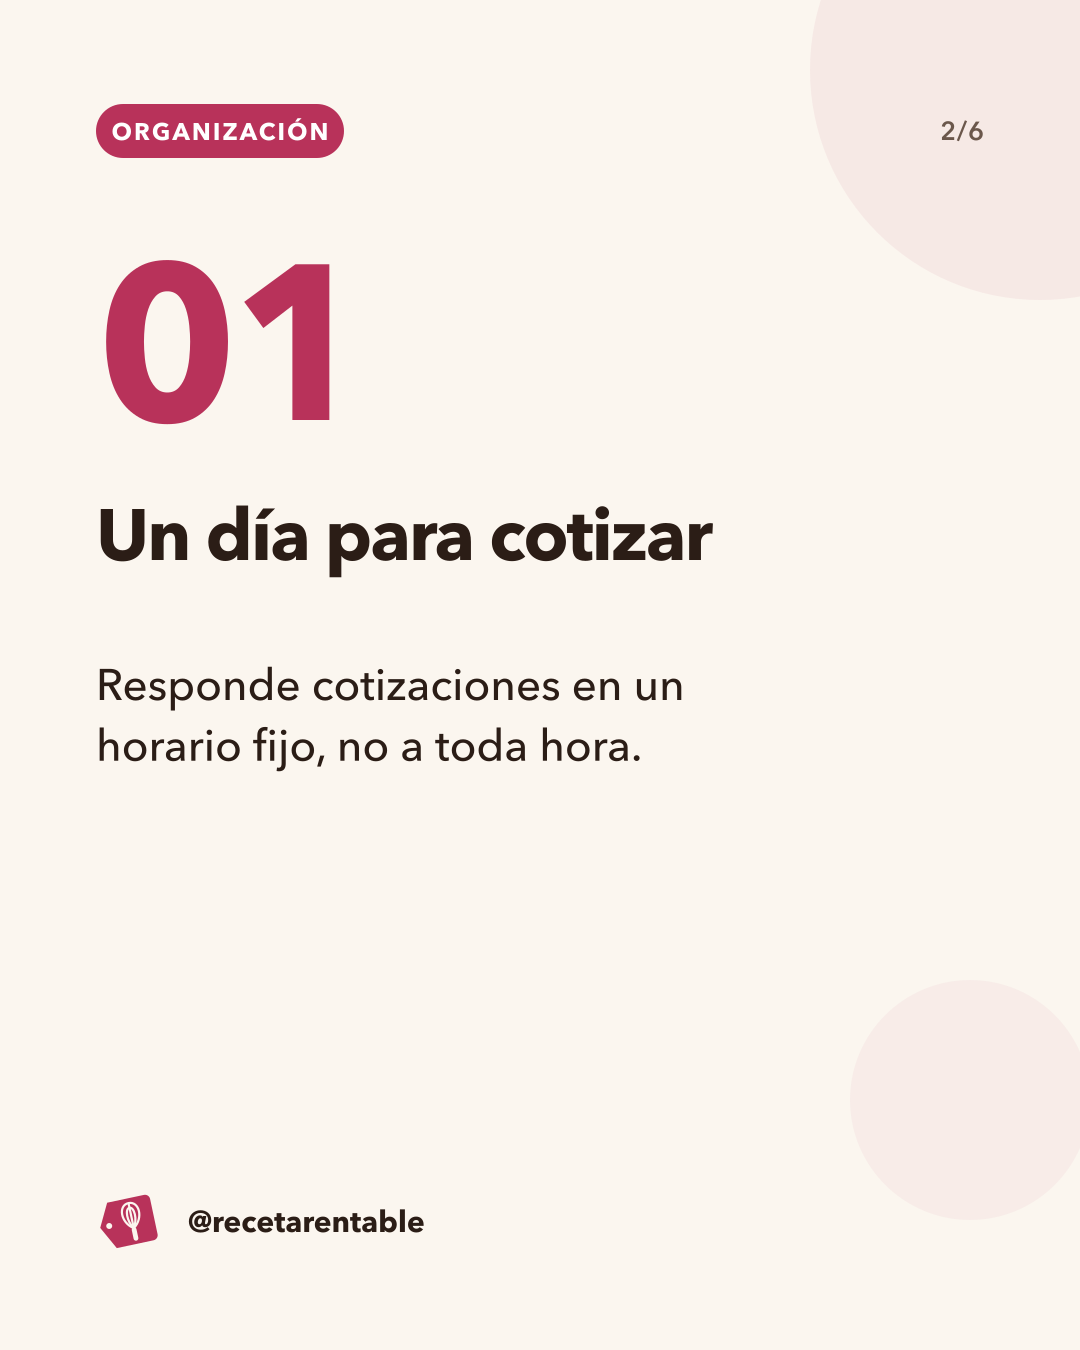 ORGANIZACIÓN
2/6
01
Un día para cotizar
Responde cotizaciones en un
horario fijo, no a toda hora.
@recetarentable